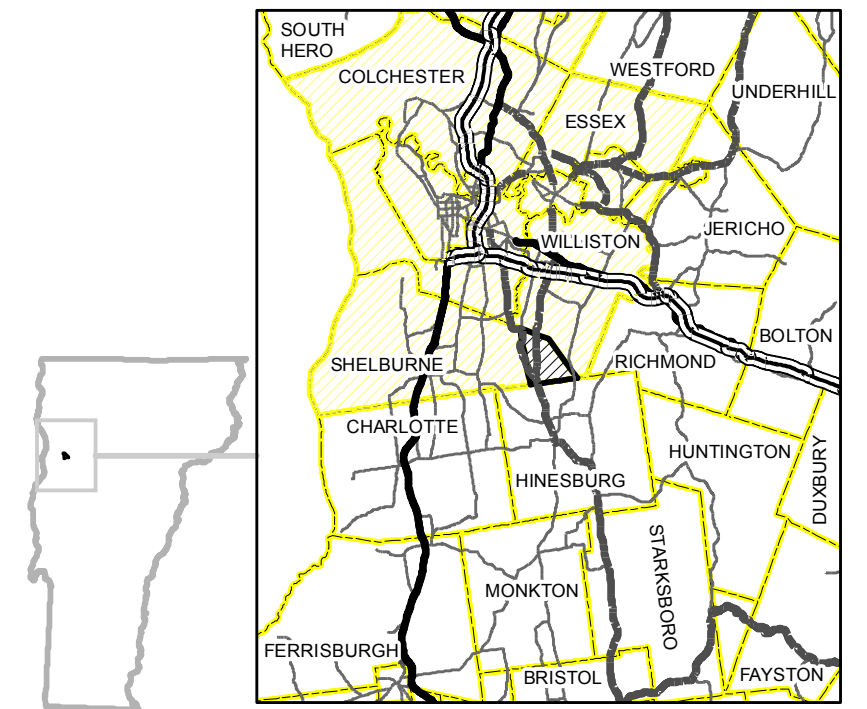 SOUTH
HERO
COLCHESTER
WESTFORD
UNDERHILL
ESSEX
JERICHO
WILLISTON
BOLTON
SHELBURNE
RICHMOND
CHARLOTTE
HUNTINGTON
DUXBURY
HINESBURG
STARKSBORO
MONKTON
FERRISBURGH
BRISTOL
FAYSTON